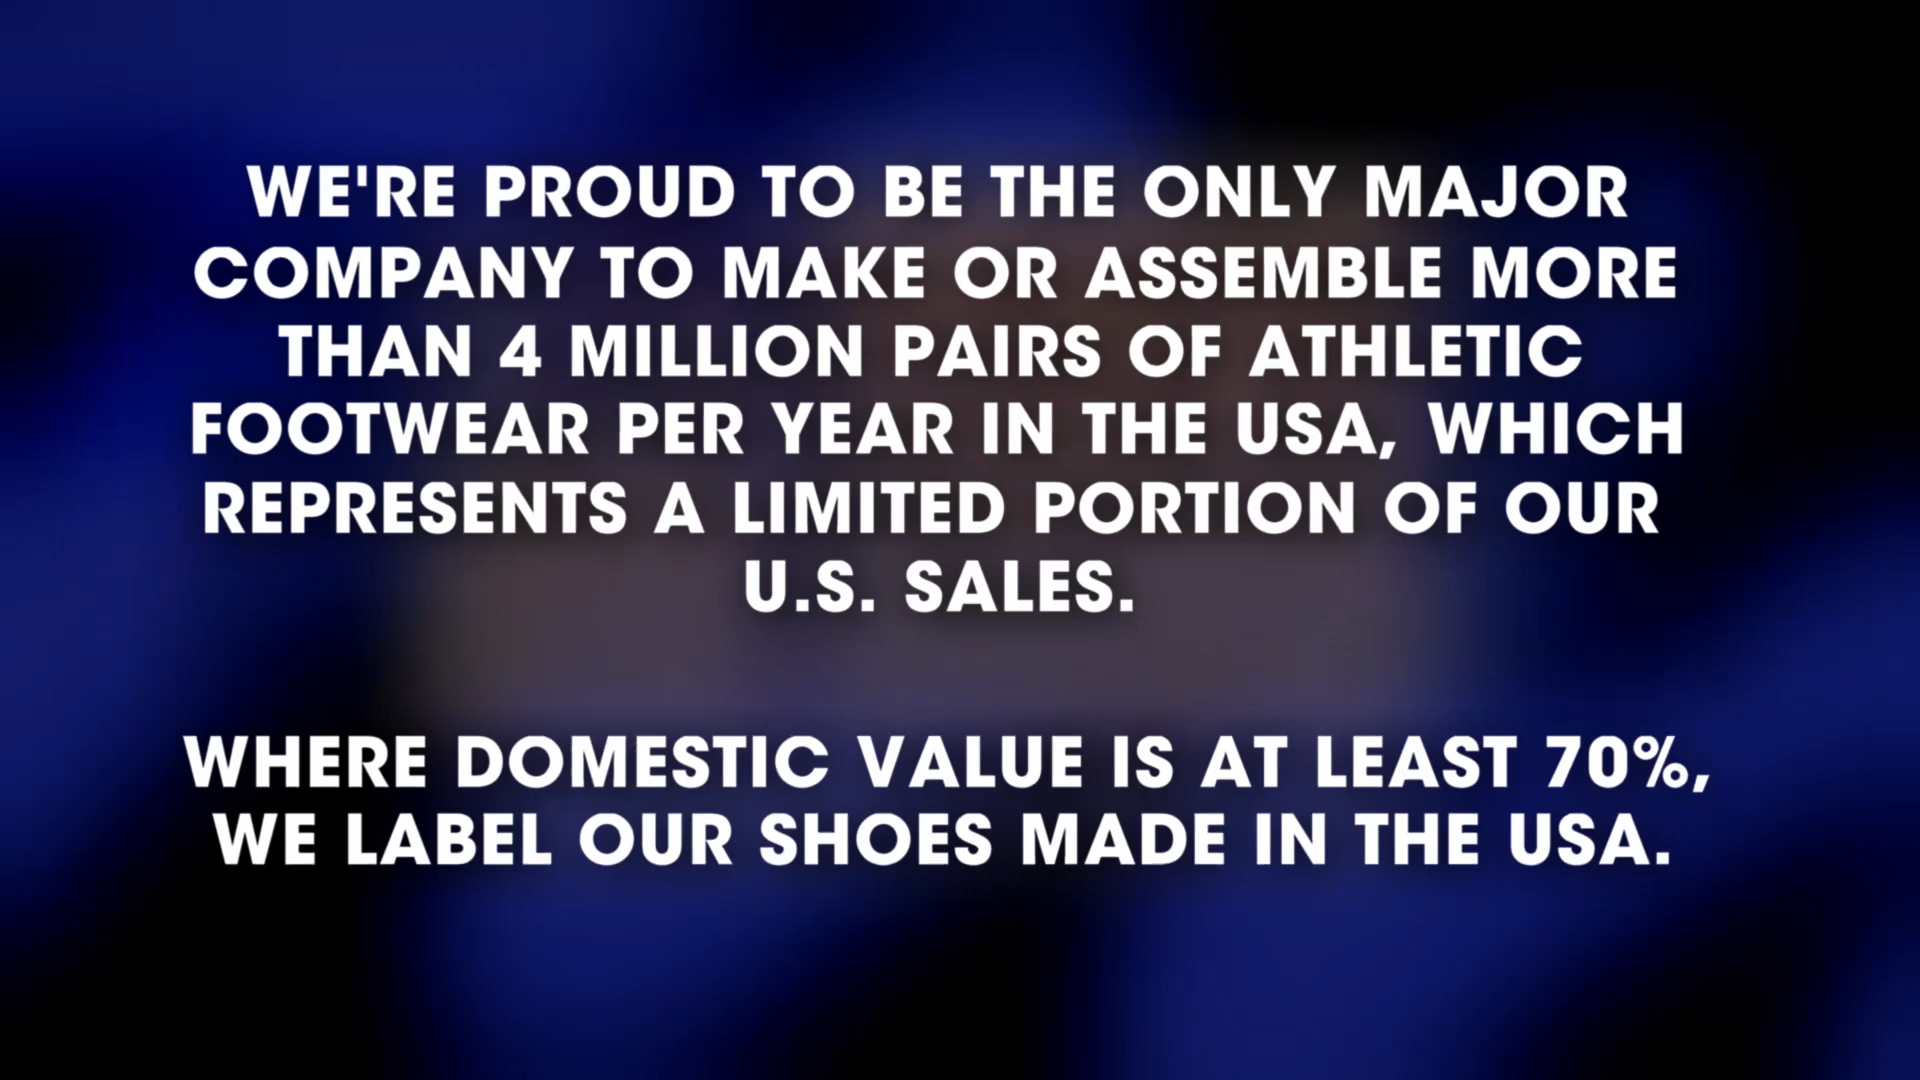 WE'RE PROUD TO BE THE ONLY MAJOR
COMPANY TO MAKE OR ASSEMBLE MORE
THAN 4 MILLION PAIRS OF ATHLETIC
FOOTWEAR PER YEAR IN THE USA, WHICH
REPRESENTS A LIMITED PORTION OF OUR
U.S. SALES.
WHERE DOMESTIC VALUE IS AT LEAST 70%,
WE LABEL OUR SHOES MADE IN THE USA.